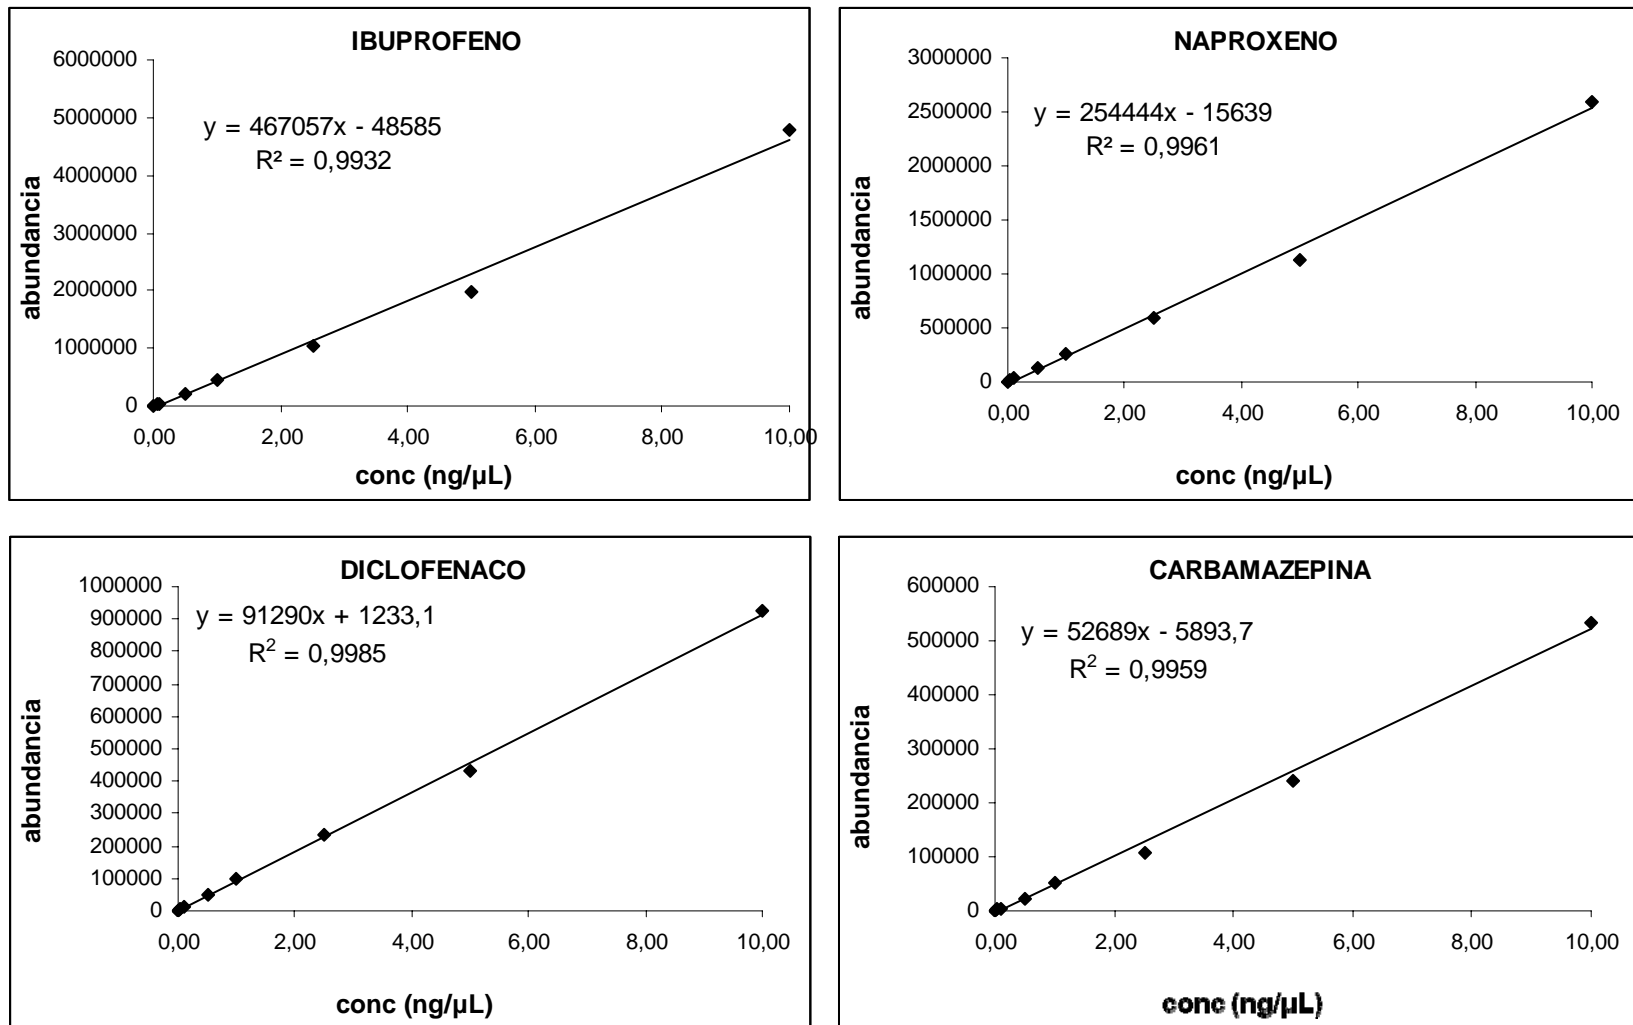 IBUPROFENO
6000000
5000000
4000000
3000000
2000000
1000000
0
y = 467057x - 48585
R² = 0,9932
abundancia
0,00 2,00 4,00 6,00 8,00 10,00
conc (ng/µL)
NAPROXENO
3000000
2500000
2000000
1500000
1000000
500000
0
y = 254444x - 15639
R² = 0,9961
abundancia
0,00 2,00 4,00 6,00 8,00 10,00
conc (ng/µL)
DICLOFENACO
1000000
900000
800000
700000
600000
500000
400000
300000
200000
100000
0
y = 91290x + 1233,1
R² = 0,9985
abundancia
0,00 2,00 4,00 6,00 8,00 10,00
conc (ng/µL)
CARBAMAZEPINA
600000
500000
400000
300000
200000
100000
0
y = 52689x - 5893,7
R² = 0,9959
abundancia
0,00 2,00 4,00 6,00 8,00 10,00
conc (ng/µL)